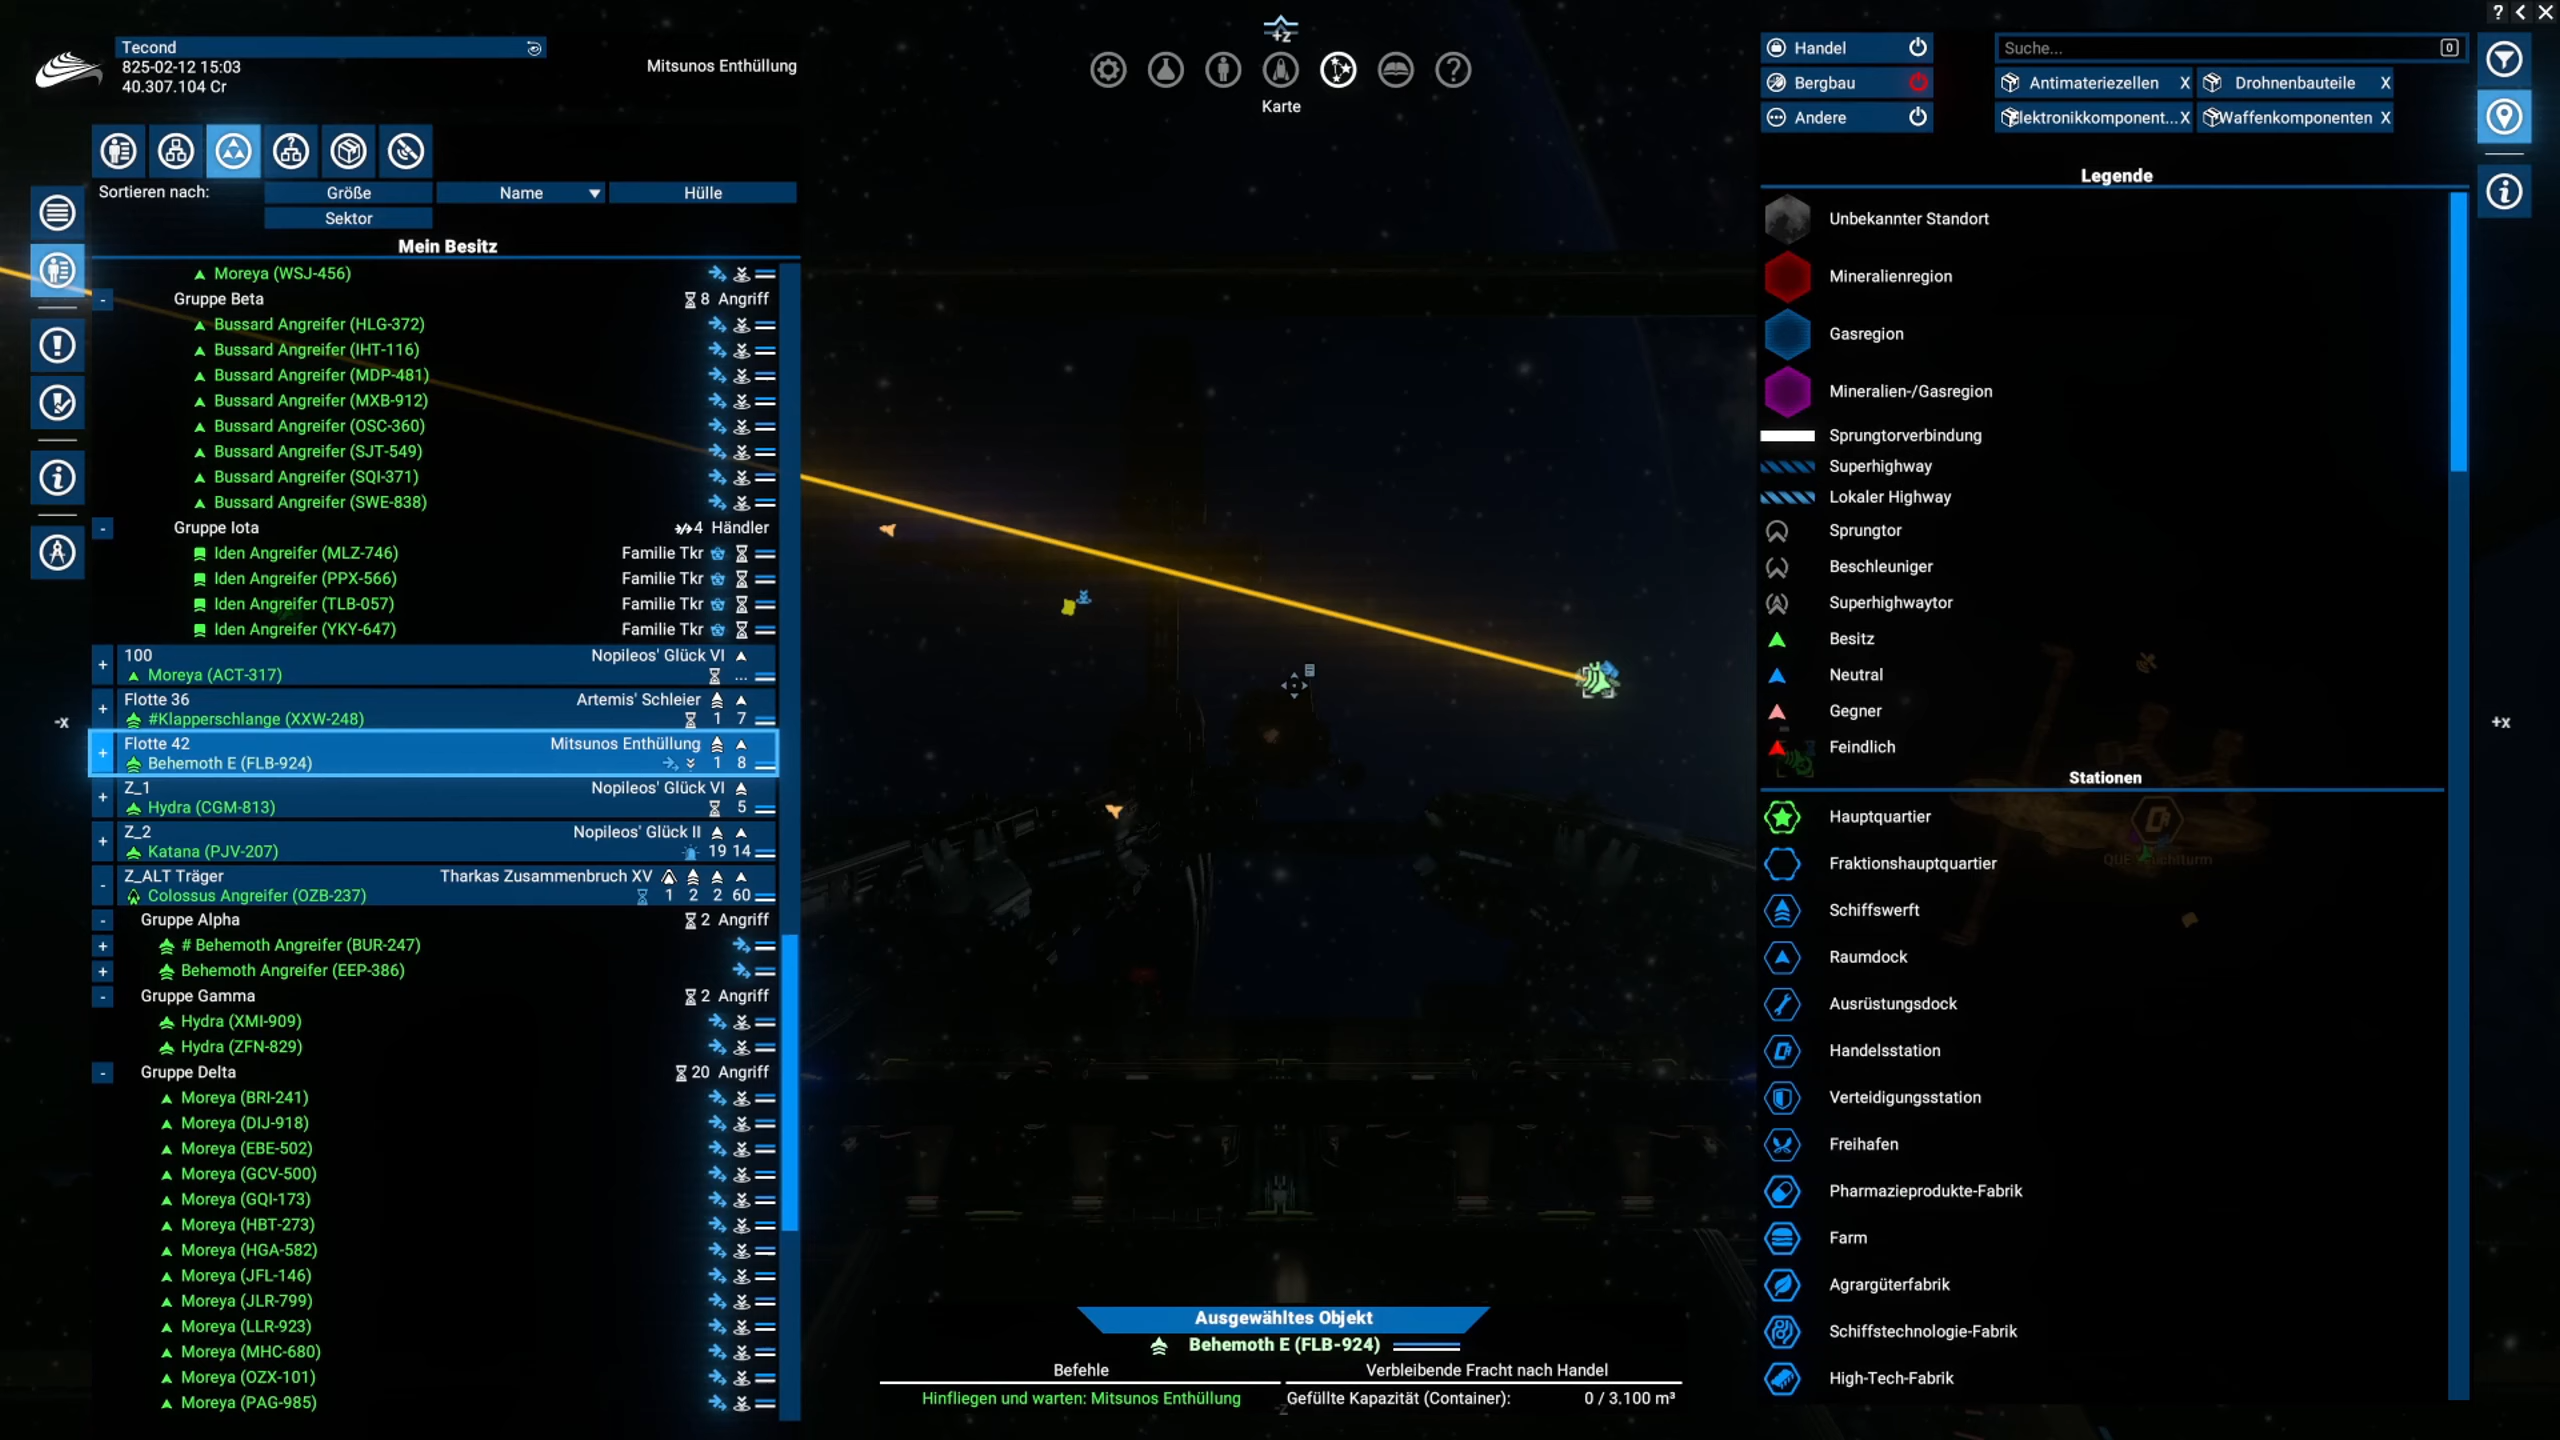 Tecond
825-02-12 15:03
40.307.104 Cr
Mitsunos Enthüllung
+z
Karte
? < X
Handel
Bergbau
Andere
Suche...
0
Antimateriezellen X
Drohnenbauteile X
lektronikkomponent... X
Waffenkomponenten X
Sortieren nach:
Größe
Name
Hülle
Sektor
Mein Besitz
Moreya (WSJ-456)
- Gruppe Beta 8 Angriff
Bussard Angreifer (HLG-372)
Bussard Angreifer (IHT-116)
Bussard Angreifer (MDP-481)
Bussard Angreifer (MXB-912)
Bussard Angreifer (OSC-360)
Bussard Angreifer (SJT-549)
Bussard Angreifer (SQI-371)
Bussard Angreifer (SWE-838)
- Gruppe Iota 4 Händler
Iden Angreifer (MLZ-746) Familie Tkr
Iden Angreifer (PPX-566) Familie Tkr
Iden Angreifer (TLB-057) Familie Tkr
Iden Angreifer (YKY-647) Familie Tkr
+ 100 Nopileos' Glück VI
Moreya (ACT-317) ...
+ Flotte 36 Artemis' Schleier
#Klapperschlange (XXW-248) 1 7
+ Flotte 42 Mitsunos Enthüllung
Behemoth E (FLB-924) 1 8
+ Z_1 Nopileos' Glück VI
Hydra (CGM-813) 5
+ Z_2 Nopileos' Glück II
Katana (PJV-207) 19 14
- Z_ALT Träger Tharkas Zusammenbruch XV
Colossus Angreifer (OZB-237) 1 2 2 60
- Gruppe Alpha 2 Angriff
+ # Behemoth Angreifer (BUR-247)
+ Behemoth Angreifer (EEP-386)
- Gruppe Gamma 2 Angriff
Hydra (XMI-909)
Hydra (ZFN-829)
- Gruppe Delta 20 Angriff
Moreya (BRI-241)
Moreya (DIJ-918)
Moreya (EBE-502)
Moreya (GCV-500)
Moreya (GQI-173)
Moreya (HBT-273)
Moreya (HGA-582)
Moreya (JFL-146)
Moreya (JLR-799)
Moreya (LLR-923)
Moreya (MHC-680)
Moreya (OZX-101)
Moreya (PAG-985)
-x
+x
Ausgewähltes Objekt
Behemoth E (FLB-924)
Befehle
Verbleibende Fracht nach Handel
Hinfliegen und warten: Mitsunos Enthüllung
Gefüllte Kapazität (Container): 0 / 3.100 m³
-z
Legende
Unbekannter Standort
Mineralienregion
Gasregion
Mineralien-/Gasregion
Sprungtorverbindung
Superhighway
Lokaler Highway
Sprungtor
Beschleuniger
Superhighwaytor
Besitz
Neutral
Gegner
Feindlich
Stationen
Hauptquartier
Fraktionshauptquartier
Schiffswerft
Raumdock
Ausrüstungsdock
Handelsstation
Verteidigungsstation
Freihafen
Pharmazieprodukte-Fabrik
Farm
Agrargüterfabrik
Schiffstechnologie-Fabrik
High-Tech-Fabrik